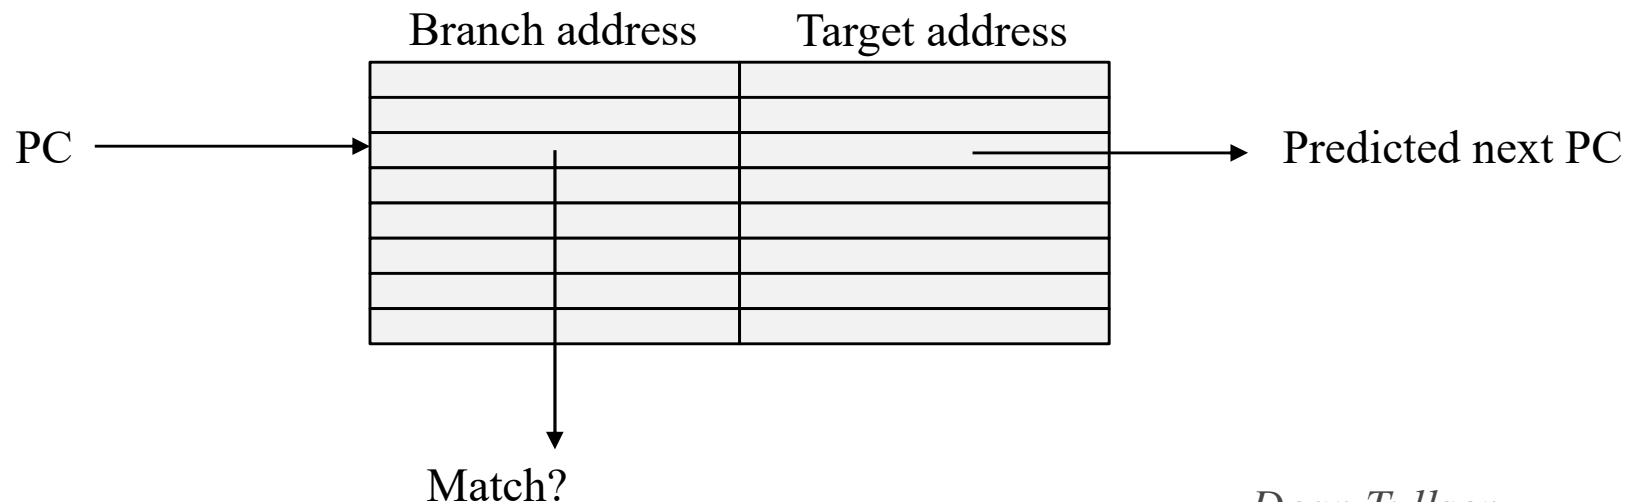 Branch address Target address
PC
Predicted next PC
Match?